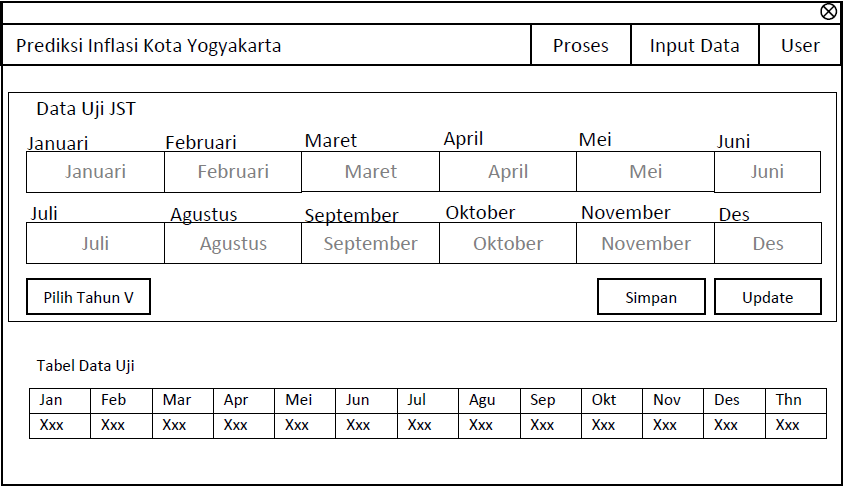 Prediksi Inflasi Kota Yogyakarta Proses Input Data User
Data Uji JST
Januari Februari Maret April Mei Juni
Januari Februari Maret April Mei Juni
Juli Agustus September Oktober November Des
Juli Agustus September Oktober November Des
Pilih Tahun V Simpan Update
Tabel Data Uji
Jan Feb Mar Apr Mei Jun Jul Agu Sep Okt Nov Des Thn
Xxx Xxx Xxx Xxx Xxx Xxx Xxx Xxx Xxx Xxx Xxx Xxx Xxx